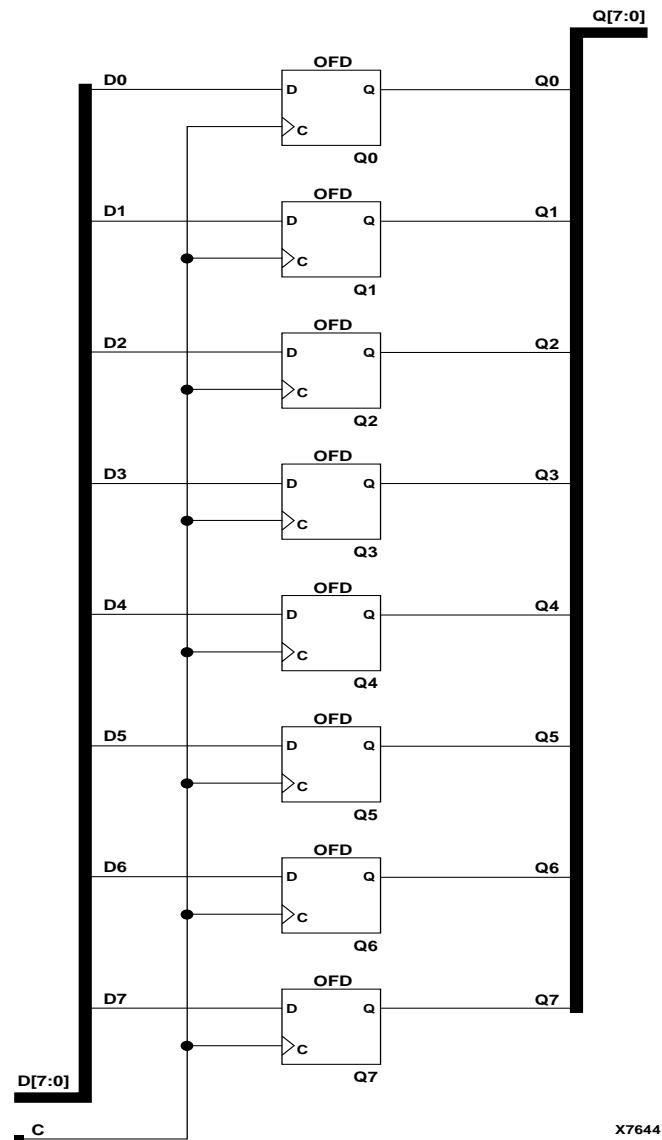 Q[7:0]
OFD
D0 D Q Q0
C
Q0
OFD
D1 D Q Q1
C
Q1
OFD
D2 D Q Q2
C
Q2
OFD
D3 D Q Q3
C
Q3
OFD
D4 D Q Q4
C
Q4
OFD
D5 D Q Q5
C
Q5
OFD
D6 D Q Q6
C
Q6
OFD
D7 D Q Q7
C
Q7
D[7:0]
C
X7644